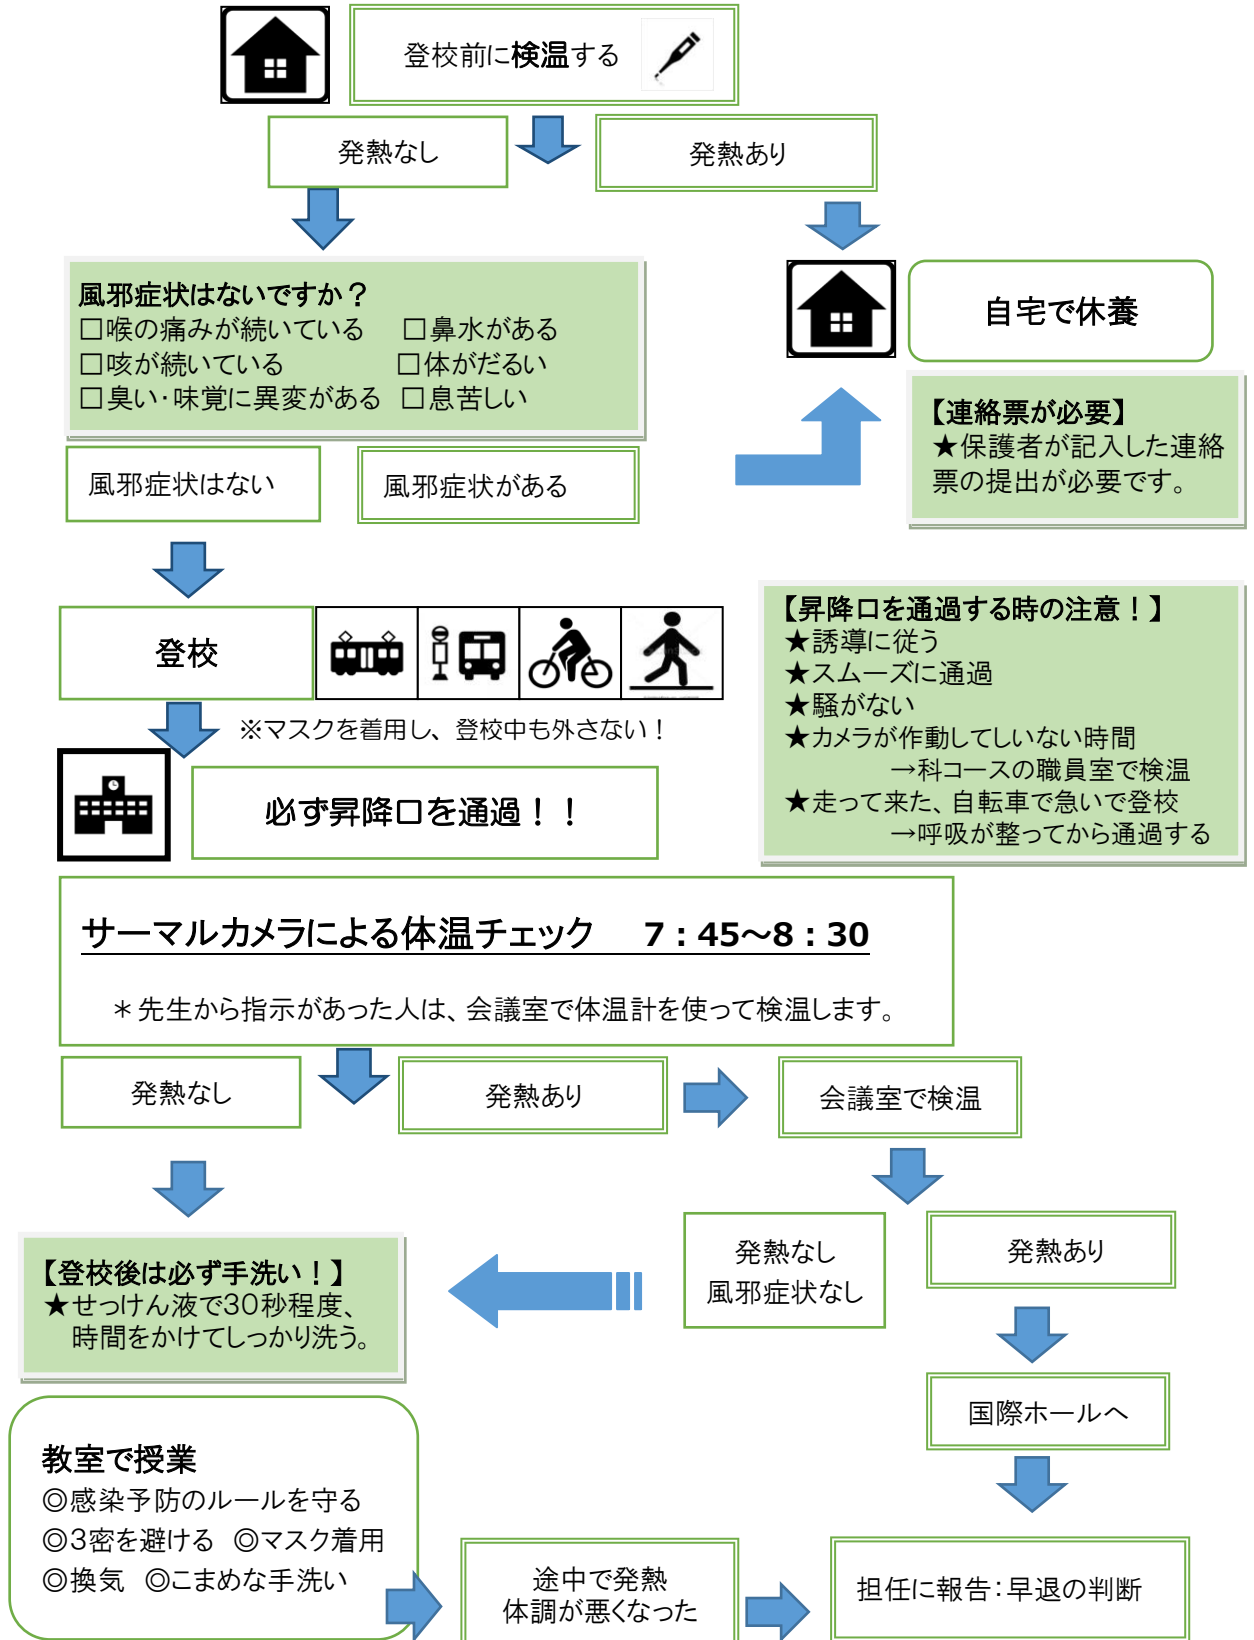 登校前に検温する
発熱なし
発熱あり
風邪症状はないですか？
□喉の痛みが続いている □鼻水がある
□咳が続いている □体がだるい
□臭い・味覚に異変がある □息苦しい
自宅で休養
【連絡票が必要】
★保護者が記入した連絡
票の提出が必要です。
風邪症状はない
風邪症状がある
登校
※マスクを着用し、登校中も外さない！
【昇降口を通過する時の注意！】
★誘導に従う
★スムーズに通過
★騒がない
★カメラが作動してしいない時間
→科コースの職員室で検温
★走って来た、自転車で急いで登校
→呼吸が整ってから通過する
必ず昇降口を通過！！
サーマルカメラによる体温チェック 7：45～8：30
＊先生から指示があった人は、会議室で体温計を使って検温します。
発熱なし
発熱あり
会議室で検温
発熱なし
風邪症状なし
発熱あり
【登校後は必ず手洗い！】
★せっけん液で30秒程度、
時間をかけてしっかり洗う。
国際ホールへ
教室で授業
◎感染予防のルールを守る
◎3密を避ける ◎マスク着用
◎換気 ◎こまめな手洗い
途中で発熱
体調が悪くなった
担任に報告：早退の判断